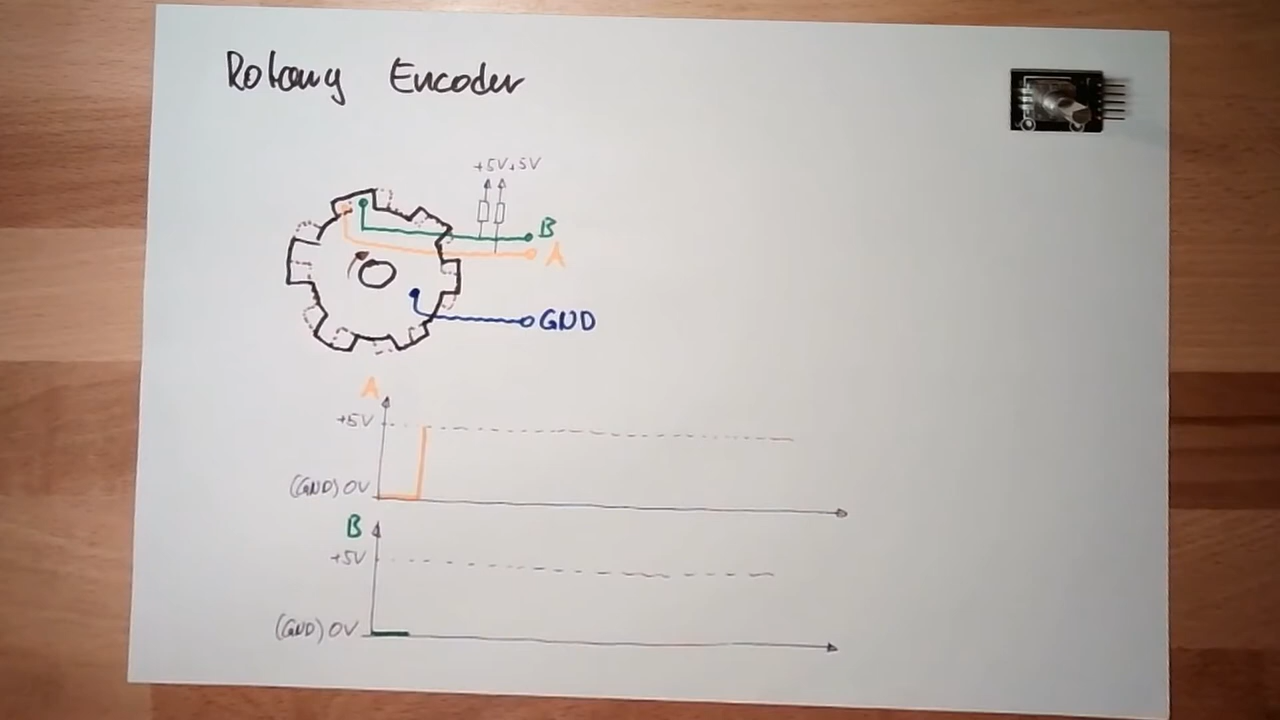 Rotary Encoder
+5V +5V
B
A
GND
A
+5V
(GND) 0V
B
+5V
(GND) 0V